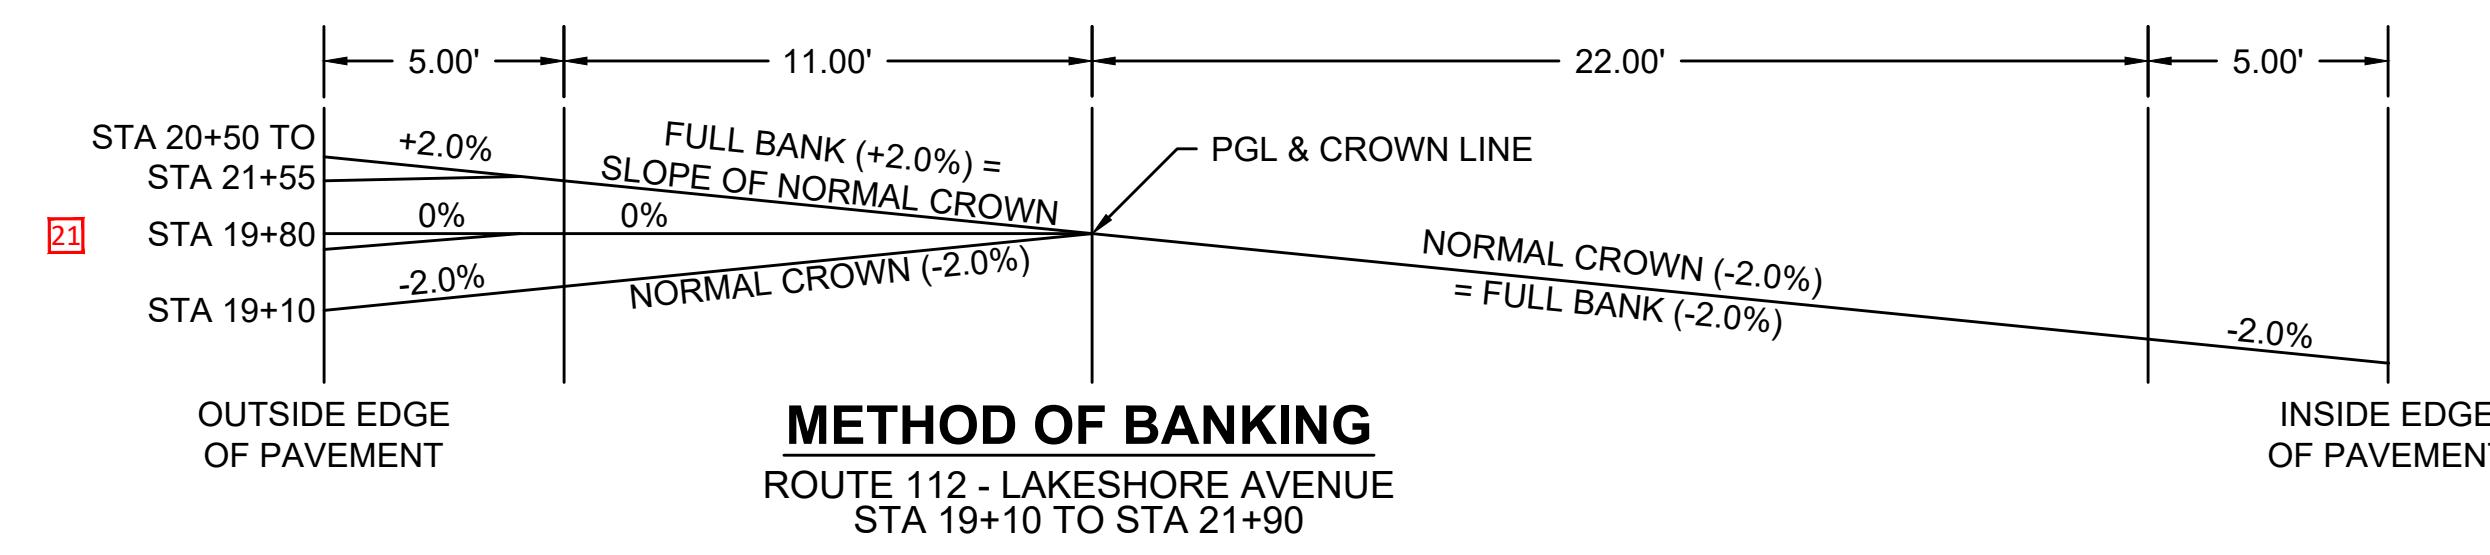 5.00' 11.00' 22.00' 5.00'
STA 20+50 TO
STA 21+55
+2.0%
FULL BANK (+2.0%) =
SLOPE OF NORMAL CROWN
PGL & CROWN LINE
21
STA 19+80
0%
0%
STA 19+10
-2.0%
NORMAL CROWN (-2.0%)
NORMAL CROWN (-2.0%)
= FULL BANK (-2.0%)
-2.0%
OUTSIDE EDGE
OF PAVEMENT
INSIDE EDGE
OF PAVEMENT
METHOD OF BANKING
ROUTE 112 - LAKESHORE AVENUE
STA 19+10 TO STA 21+90